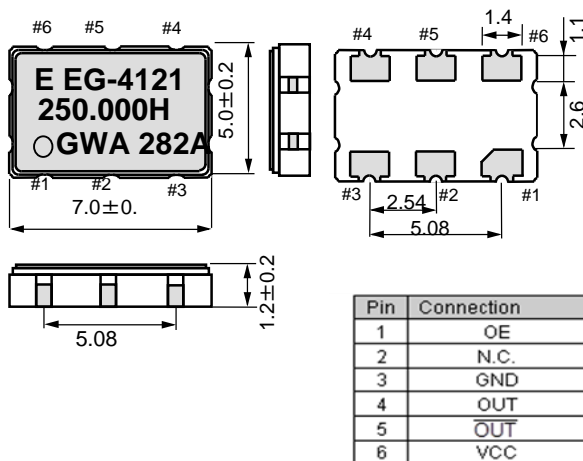 #6 #5 #4
E EG-4121
250.000H
○GWA 282A
#1 #2 #3
7.0±0.
5.0±0.2
#4 #5 #6
1.4
1.1
2.6
#3 #2 #1
2.54
5.08
5.08
1.2±0.2
Pin Connection
1 OE
2 N.C.
3 GND
4 OUT
5 O̅U̅T̅
6 VCC